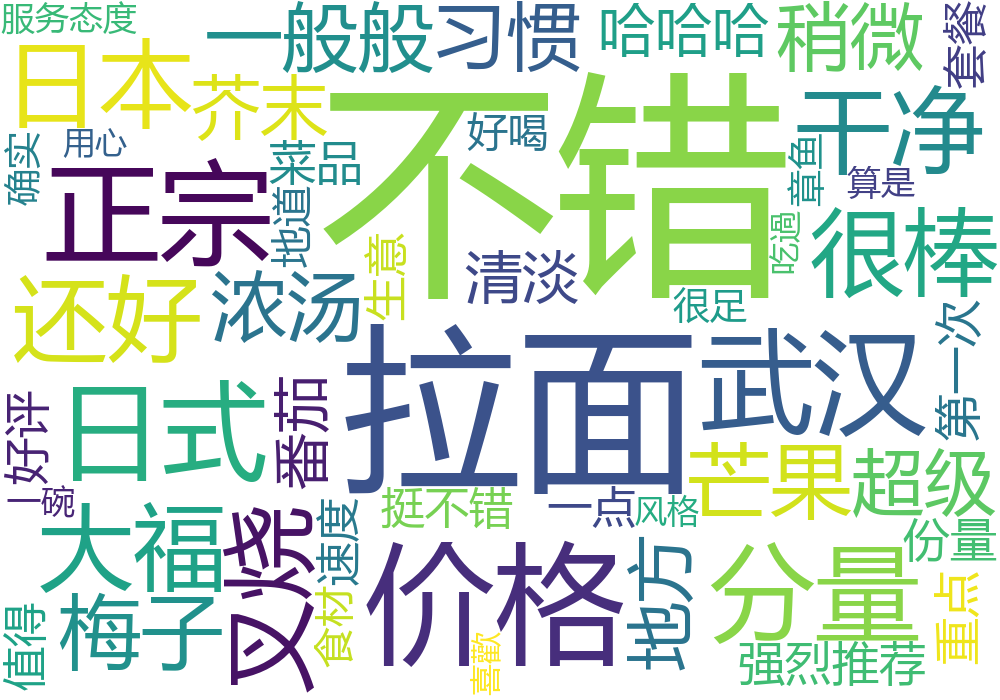 服务态度
一般般
习惯
哈哈哈
稍微
套餐
日本
芥末
不错
好喝
干净
确实
用心
菜品
章鱼
算是
正宗
地道
生意
清淡
吃過
很棒
还好
浓汤
很足
第一次
拉面
武汉
日式
番茄
好评
芒果
超级
一碗
挺不错
一点
风格
份量
大福
叉烧
速度
价格
地方
分量
重点
值得
梅子
食材
喜歡
强烈推荐